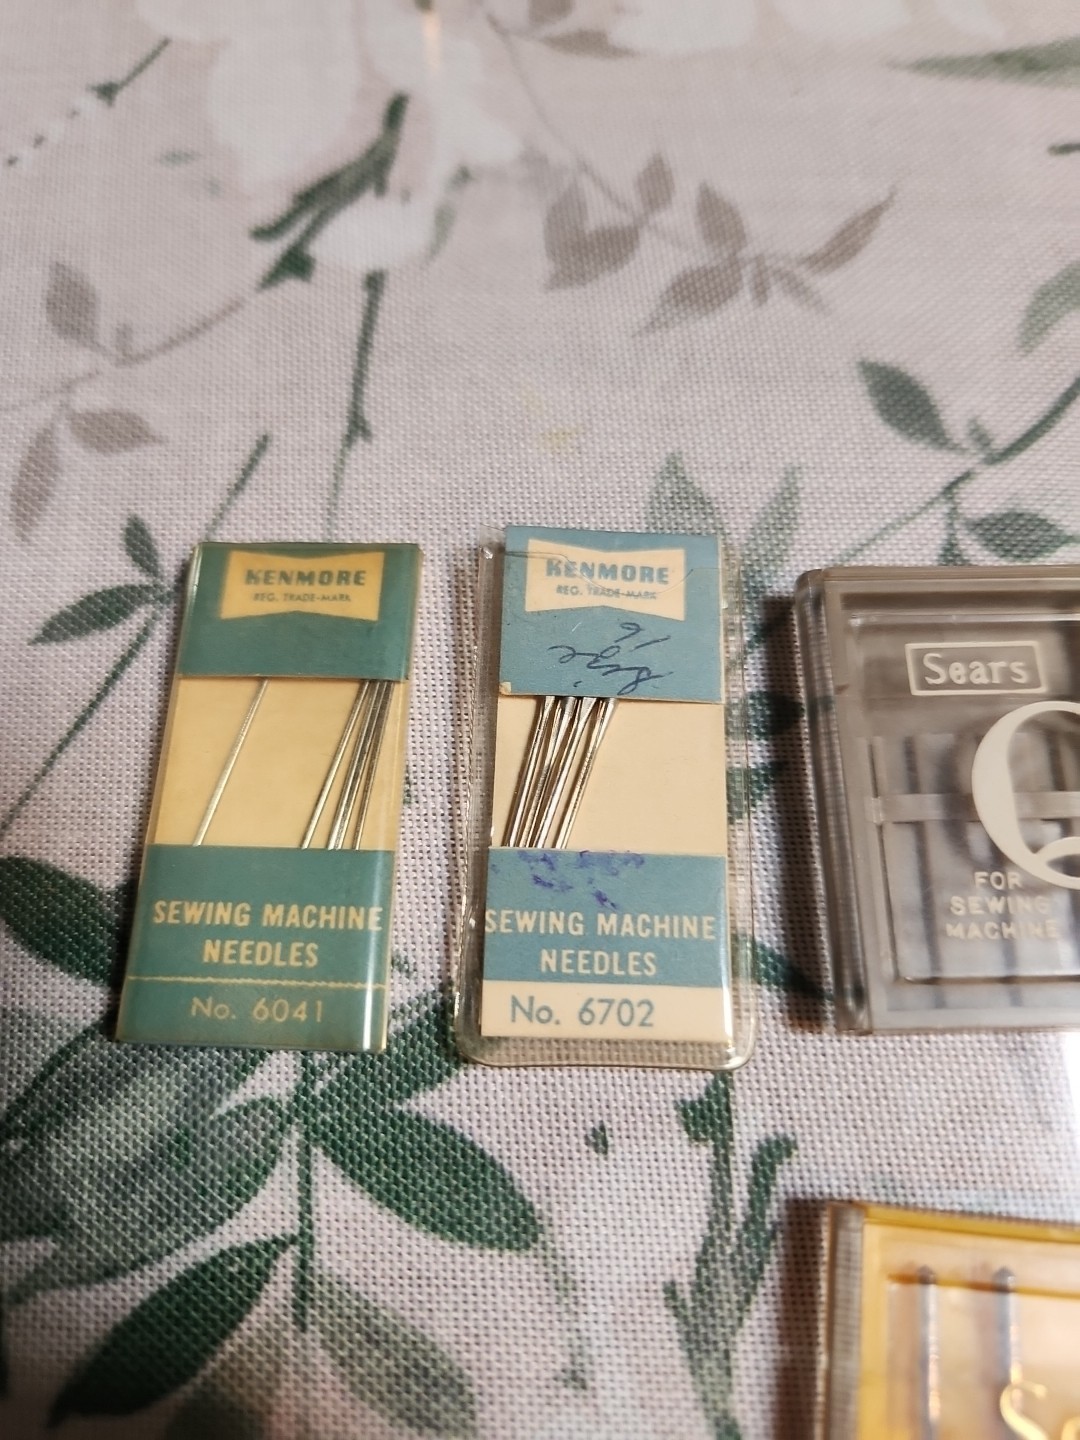 KENMORE
REG. TRADE-MARK
SEWING MACHINE
NEEDLES
No. 6041
KENMORE
REG. TRADE-MARK
Size
16
SEWING MACHINE
NEEDLES
No. 6702
Sears
Q
FOR
SEWING
MACHINE
Se